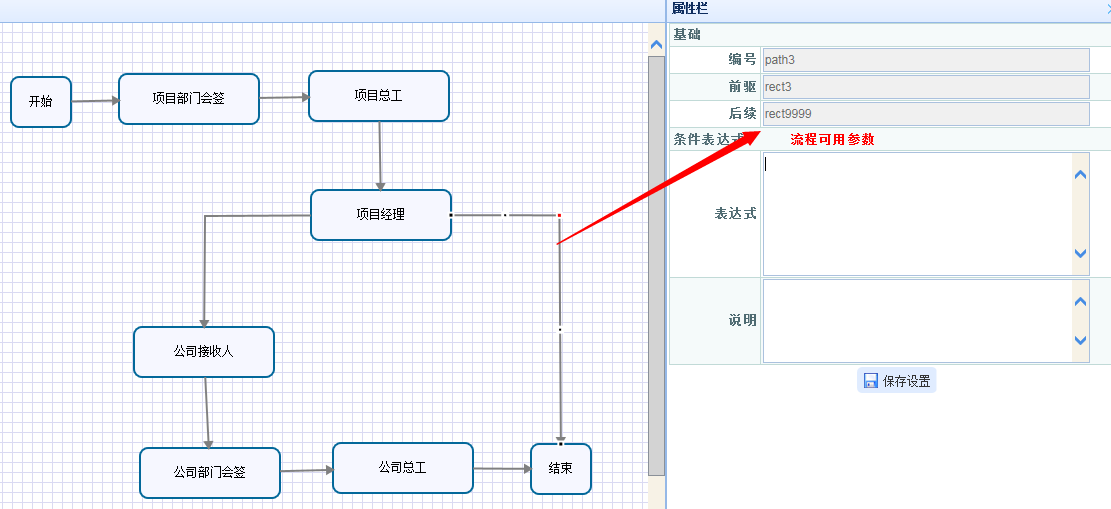 开始
项目部门会签
项目总工
项目经理
公司接收人
公司部门会签
公司总工
结束
属性栏
基础
编号 path3
前驱 rect3
后续 rect9999
条件表达式 流程可用参数
表达式
说明
保存设置